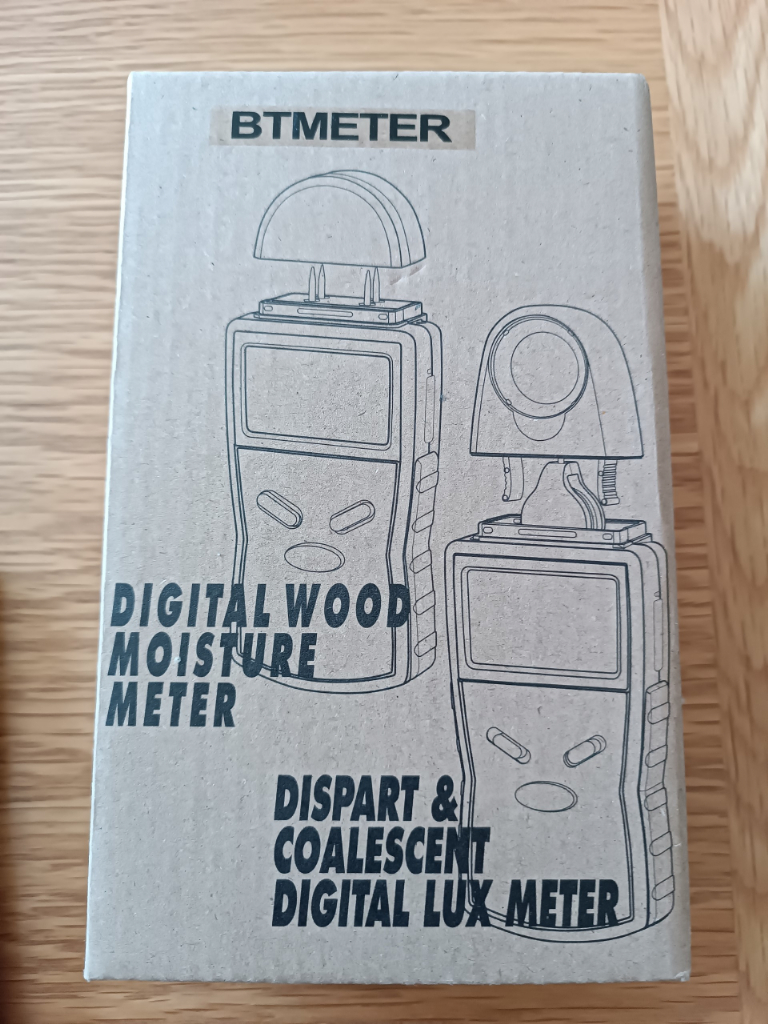 BTMETER
DIGITAL WOOD
MOISTURE
METER
DISPART &
COALESCENT
DIGITAL LUX METER